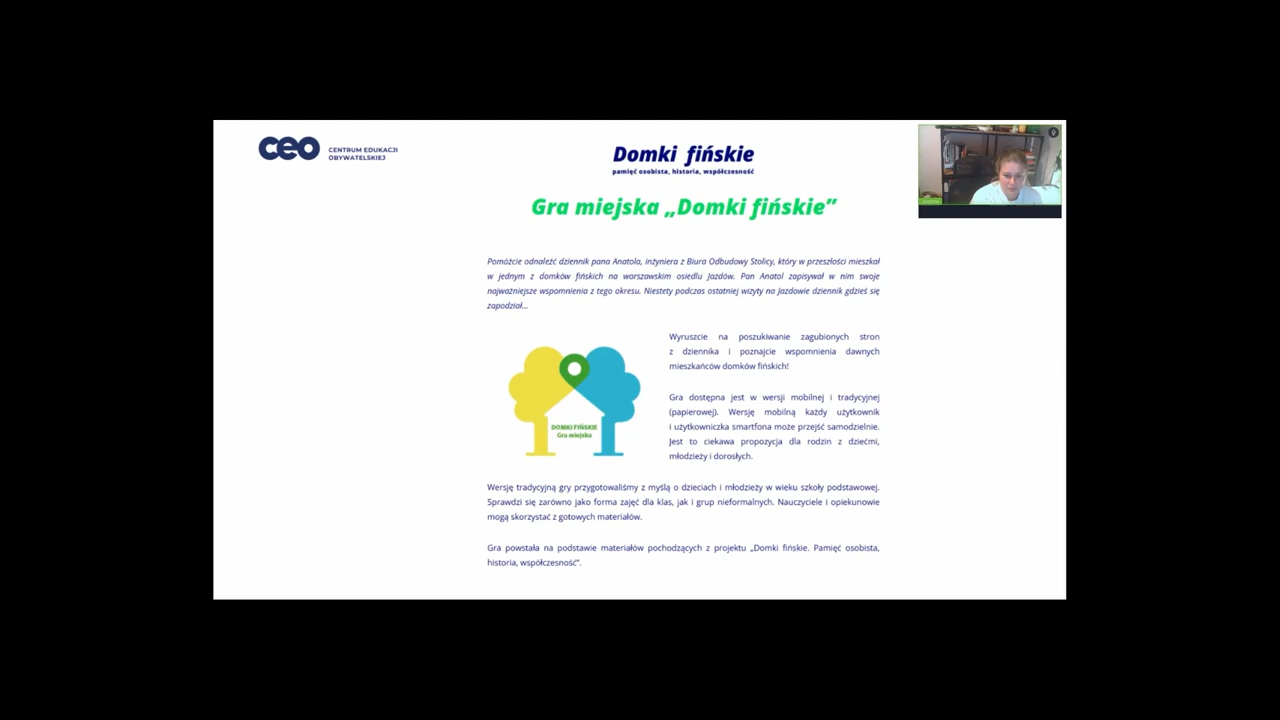 ceo CENTRUM EDUKACJI
OBYWATELSKIEJ
Domki fińskie
pamięć osobista, historia, współczesność
Gra miejska „Domki fińskie”
Pomóżcie odnaleźć dziennik pana Anatola, inżyniera z Biura Odbudowy Stolicy, który w przeszłości mieszkał
w jednym z domków fińskich na warszawskim osiedlu Jazdów. Pan Anatol zapisywał w nim swoje
najważniejsze wspomnienia z tego okresu. Niestety podczas ostatniej wizyty na Jazdowie dziennik gdzieś się
zapodział...
Wyruszcie na poszukiwanie zagubionych stron
z dziennika i poznajcie wspomnienia dawnych
mieszkańców domków fińskich!
DOMKI FIŃSKIE
Gra miejska
Gra dostępna jest w wersji mobilnej i tradycyjnej
(papierowej). Wersję mobilną każdy użytkownik
i użytkowniczka smartfona może przejść samodzielnie.
Jest to ciekawa propozycja dla rodzin z dziećmi,
młodzieży i dorosłych.
Wersję tradycyjną gry przygotowaliśmy z myślą o dzieciach i młodzieży w wieku szkoły podstawowej.
Sprawdzi się zarówno jako forma zajęć dla klas, jak i grup nieformalnych. Nauczyciele i opiekunowie
mogą skorzystać z gotowych materiałów.
Gra powstała na podstawie materiałów pochodzących z projektu „Domki fińskie. Pamięć osobista,
historia, współczesność”.